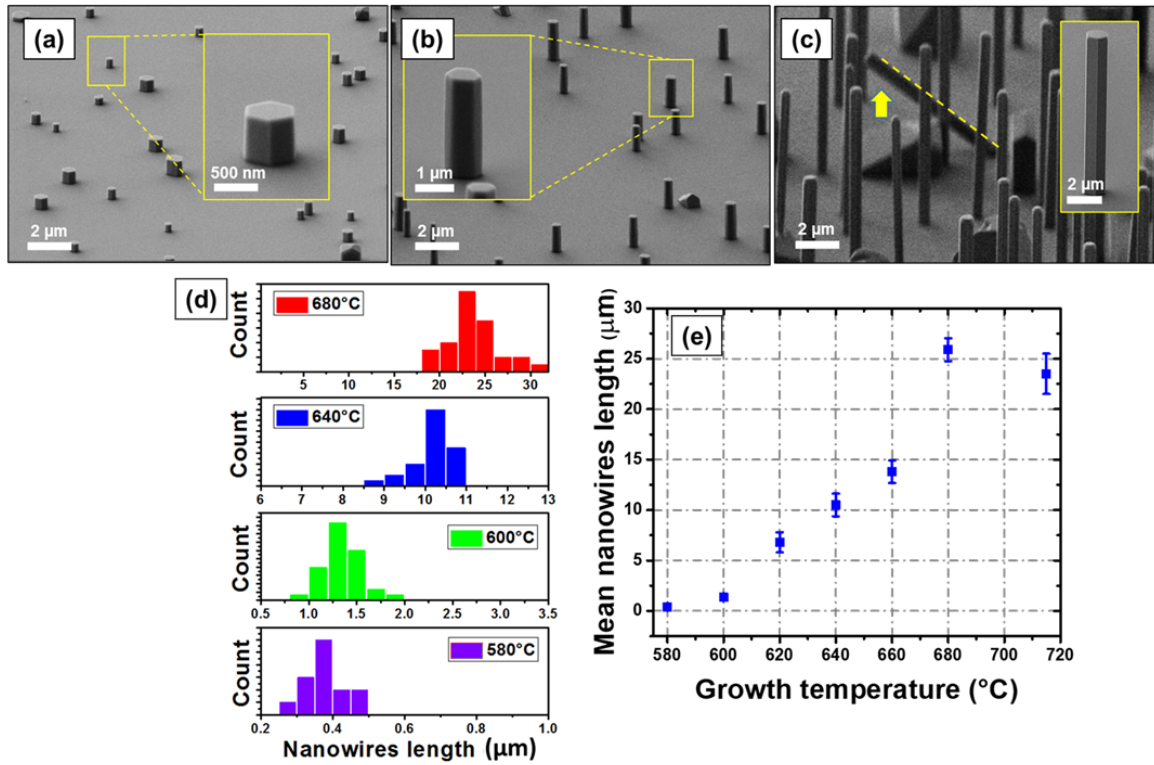 (a)
500 nm
2 μm
(b)
1 μm
2 μm
(c)
2 μm
2 μm
(d)
Count
680°C
5 10 15 20 25 30
Count
640°C
6 7 8 9 10 11 12 13
Count
600°C
0.5 1.0 1.5 2.0 2.5 3.0 3.5
Count
580°C
0.2 0.4 0.6 0.8 1.0
Nanowires length (μm)
(e)
Mean nanowires length (μm)
30
25
20
15
10
5
0
580 600 620 640 660 680 700 720
Growth temperature (°C)